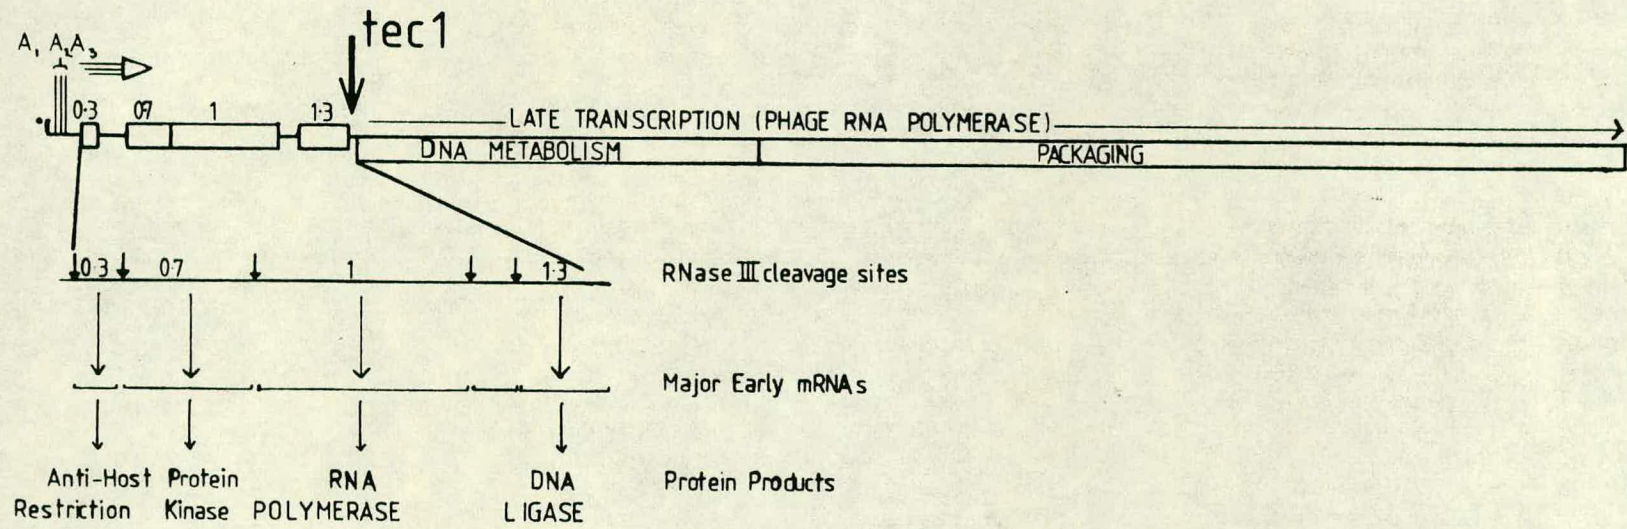 tec1
A₁ A₂ A₃
0·3 0·7 1 1·3
LATE TRANSCRIPTION (PHAGE RNA POLYMERASE)
DNA METABOLISM PACKAGING
0·3 0·7 1 1·3 RNase III cleavage sites
Major Early mRNAs
Anti-Host Protein RNA DNA Protein Products
Restriction Kinase POLYMERASE LIGASE